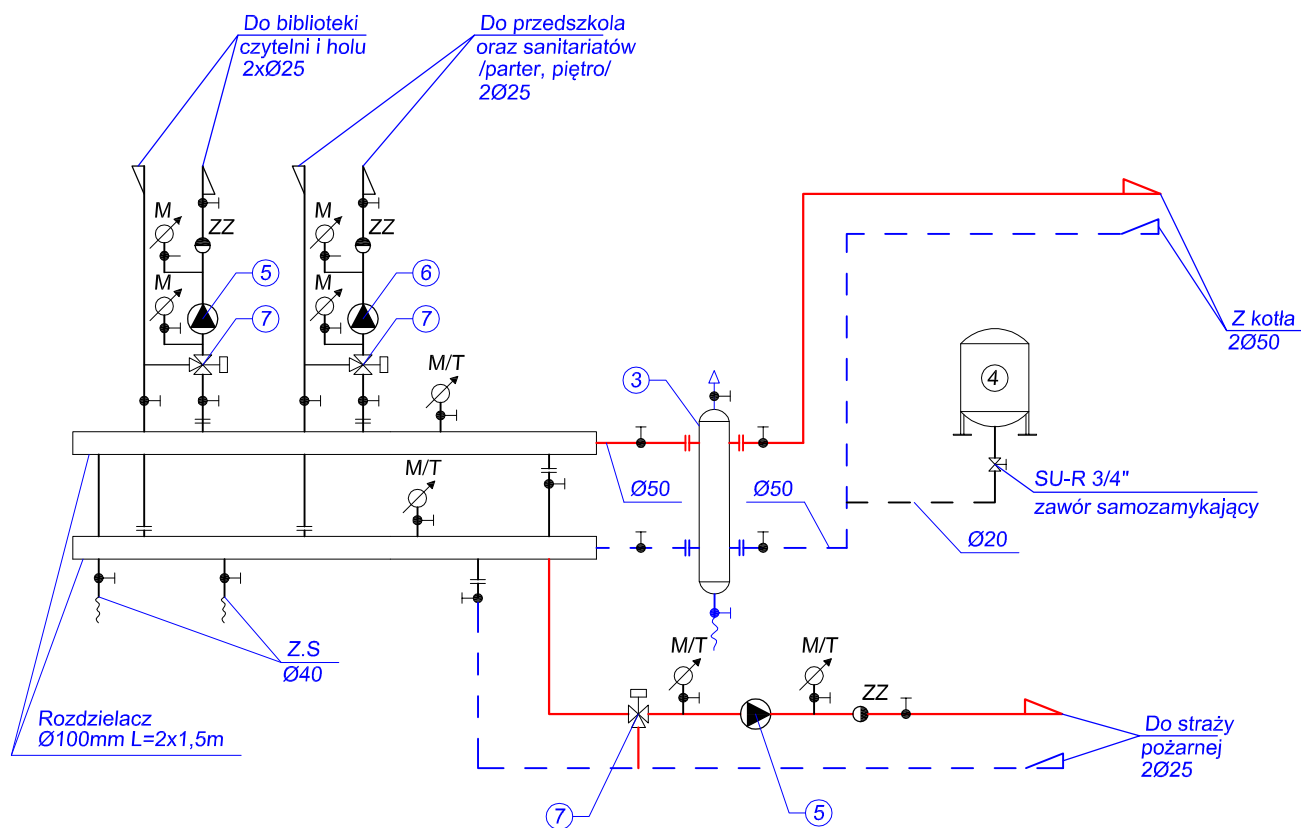 Do biblioteki
czytelni i holu
2xØ25
Do przedszkola
oraz sanitariatów
/parter, piętro/
2Ø25
M
ZZ
M
ZZ
5
6
M
M
7
7
Z kotła
2Ø50
M/T
3
4
M/T
Ø50
Ø50
SU-R 3/4"
zawór samozamykający
Ø20
Z.S
Ø40
M/T
M/T
ZZ
Rozdzielacz
Ø100mm L=2x1,5m
Do straży
pożarnej
2Ø25
7
5